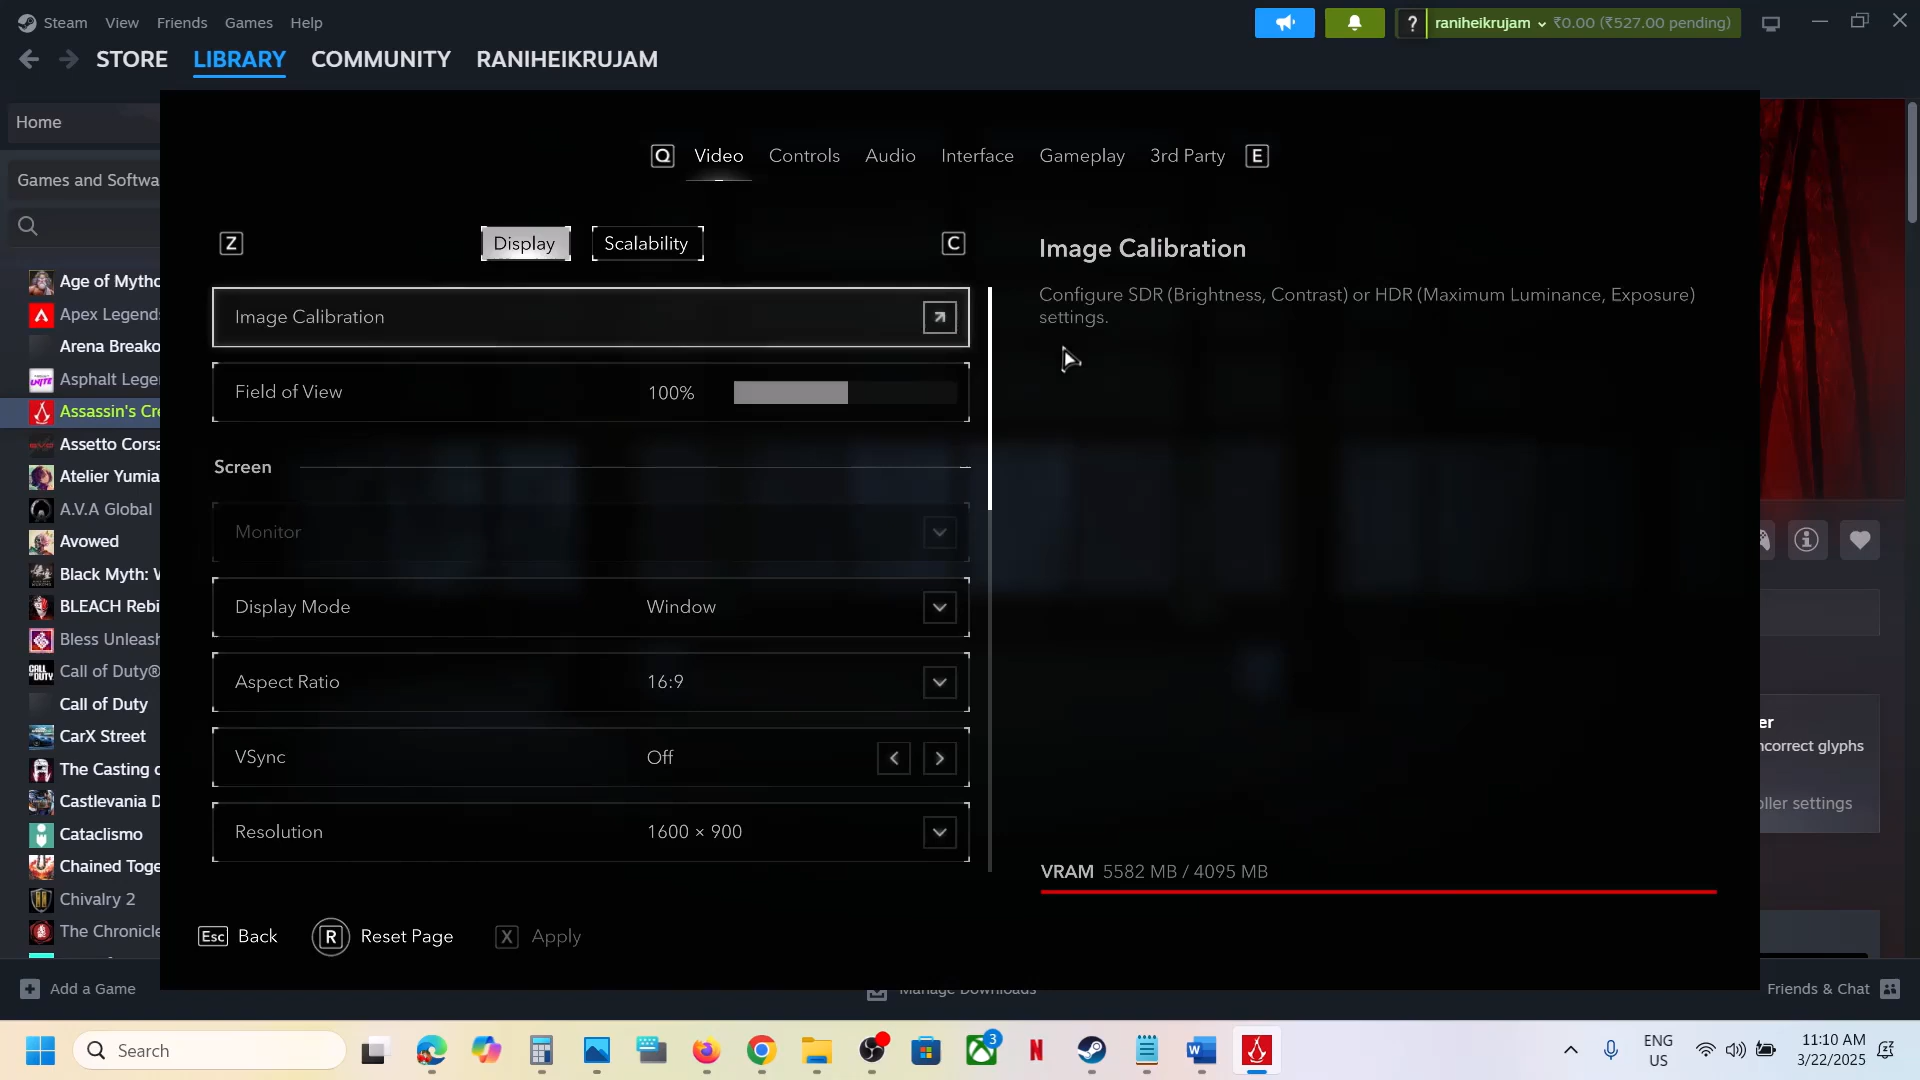 Steam View Friends Games Help
? raniheikrujam ₹0.00 (₹527.00 pending)
STORE LIBRARY COMMUNITY RANIHEIKRUJAM
Home
Games and Softwa
Age of Mytho
Apex Legend
Arena Breako
Asphalt Lege
Assassin's Cre
Assetto Corsa
Atelier Yumia
A.V.A Global
Avowed
Black Myth: W
BLEACH Rebi
Bless Unleash
Call of Duty®
Call of Duty
CarX Street
The Casting o
Castlevania D
Cataclismo
Chained Toge
Chivalry 2
The Chronicle
Q Video Controls Audio Interface Gameplay 3rd Party E
Z Display Scalability C
Image Calibration
Field of View 100%
Screen
Monitor
Display Mode Window
Aspect Ratio 16:9
VSync Off
Resolution 1600 × 900
Image Calibration
Configure SDR (Brightness, Contrast) or HDR (Maximum Luminance, Exposure)
settings.
VRAM 5582 MB / 4095 MB
Esc Back R Reset Page X Apply
er
ncorrect glyphs
oller settings
Add a Game
Manage Downloads
Friends & Chat
Search
3
ENG
US
11:10 AM
3/22/2025